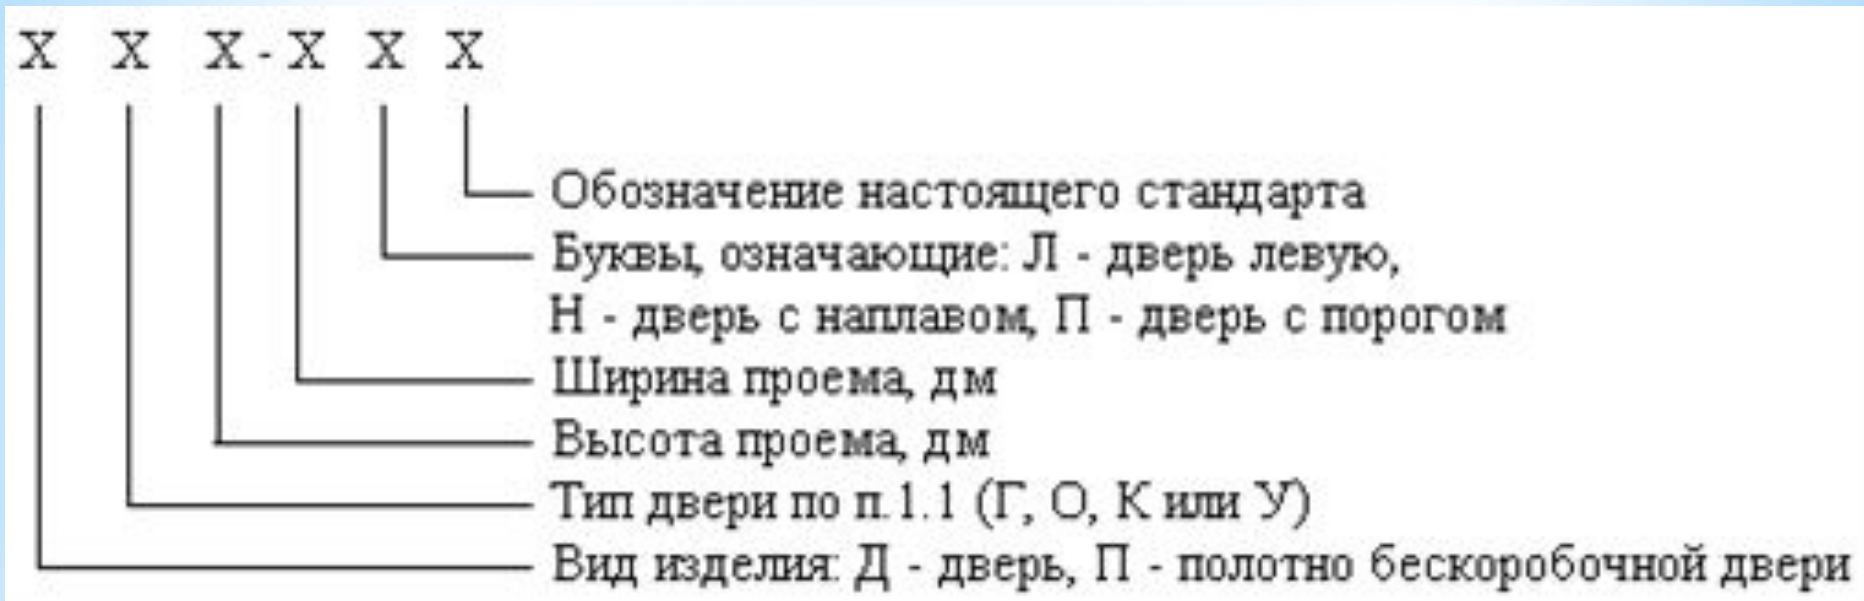 Х Х Х - Х Х Х
Обозначение настоящего стандарта
Буквы, означающие: Л - дверь левую,
Н - дверь с наплавом, П - дверь с порогом
Ширина проема, дм
Высота проема, дм
Тип двери по п.1.1 (Г, О, К или У)
Вид изделия: Д - дверь, П - полотно бескоробочной двери